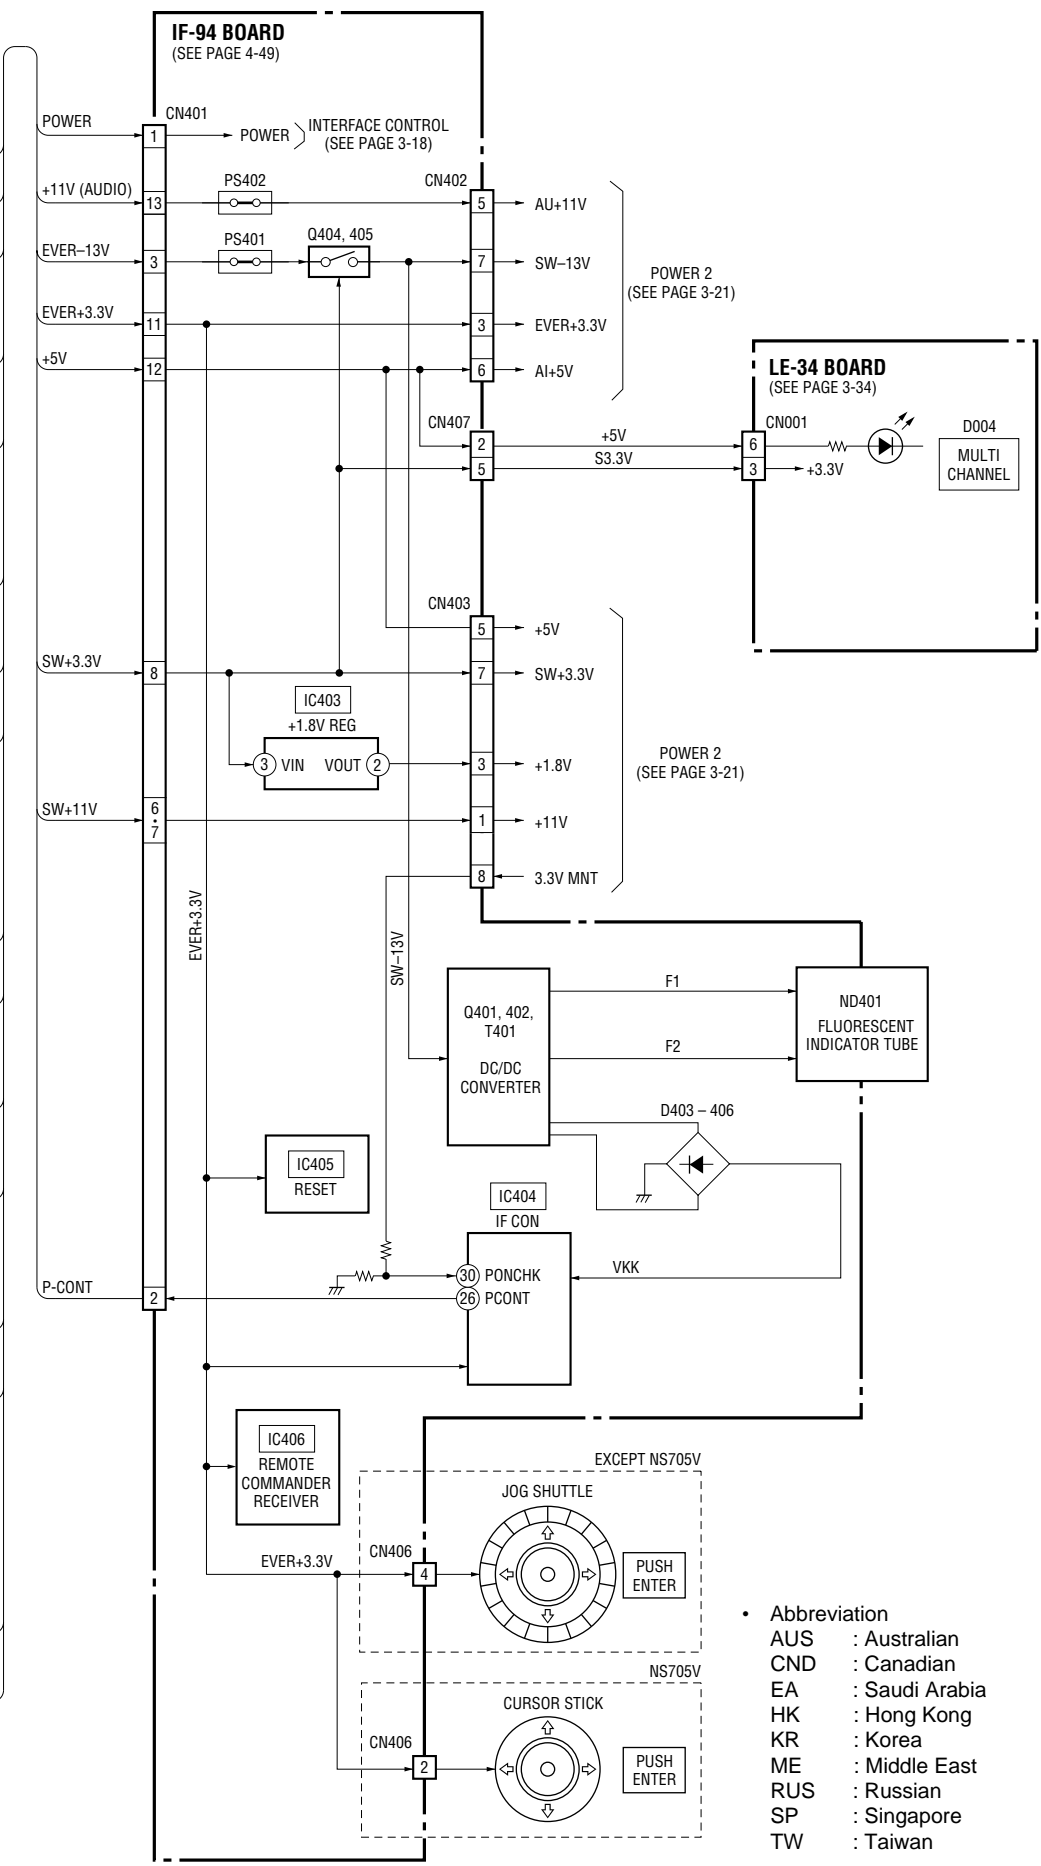 IF-94 BOARD
(SEE PAGE 4-49)
CN401
POWER
1
POWER
INTERFACE CONTROL
(SEE PAGE 3-18)
+11V (AUDIO)
13
PS402
CN402
5
AU+11V
EVER–13V
3
PS401
Q404, 405
7
SW–13V
POWER 2
(SEE PAGE 3-21)
EVER+3.3V
11
3
EVER+3.3V
+5V
12
6
AI+5V
LE-34 BOARD
(SEE PAGE 3-34)
CN407
2
+5V
5
S3.3V
CN001
6
3
+3.3V
D004
MULTI
CHANNEL
CN403
5
+5V
SW+3.3V
8
7
SW+3.3V
IC403
+1.8V REG
3
VIN
VOUT
2
3
+1.8V
POWER 2
(SEE PAGE 3-21)
SW+11V
6
•
7
1
+11V
8
3.3V MNT
EVER+3.3V
SW–13V
Q401, 402,
T401
DC/DC
CONVERTER
F1
F2
ND401
FLUORESCENT
INDICATOR TUBE
D403 – 406
IC405
RESET
IC404
IF CON
VKK
30
PONCHK
26
PCONT
P-CONT
2
IC406
REMOTE
COMMANDER
RECEIVER
EXCEPT NS705V
JOG SHUTTLE
EVER+3.3V
CN406
4
PUSH
ENTER
NS705V
CURSOR STICK
CN406
2
PUSH
ENTER
• Abbreviation
AUS : Australian
CND : Canadian
EA : Saudi Arabia
HK : Hong Kong
KR : Korea
ME : Middle East
RUS : Russian
SP : Singapore
TW : Taiwan